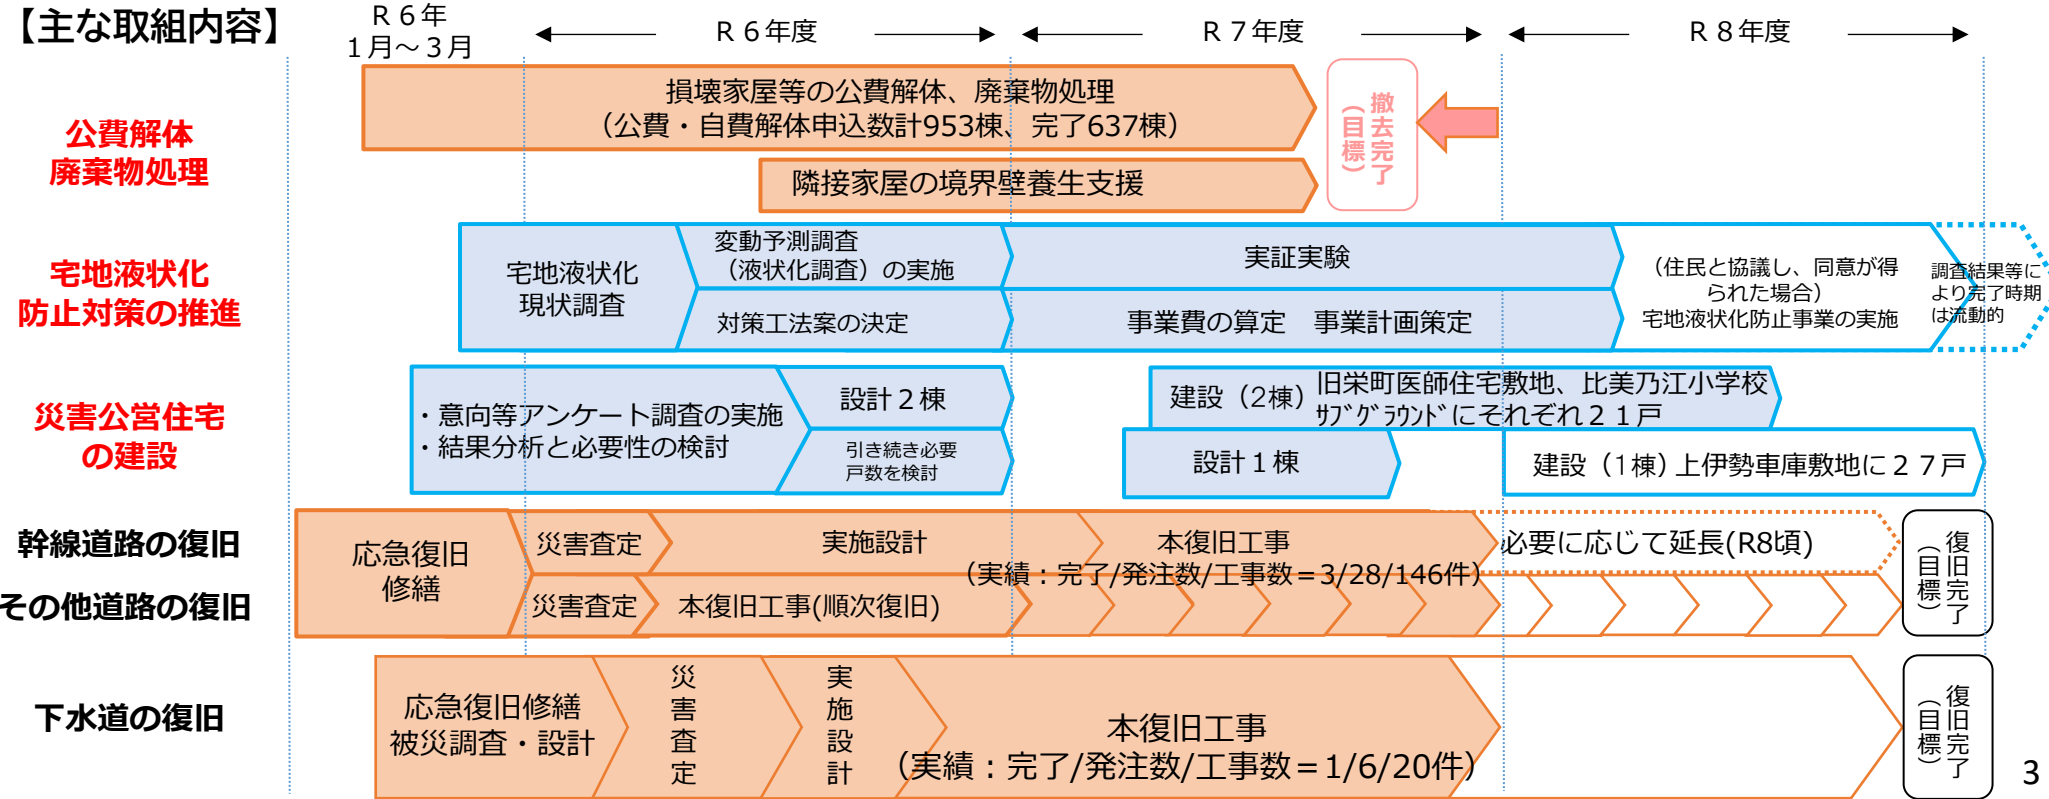 【主な取組内容】
R６年
１月～３月
R６年度
R７年度
R８年度
公費解体
廃棄物処理
損壊家屋等の公費解体、廃棄物処理
（公費・自費解体申込数計953棟、完了637棟）
隣接家屋の境界壁養生支援
撤去完了
（目標）
宅地液状化
防止対策の推進
宅地液状化
現状調査
変動予測調査
（液状化調査）の実施
対策工法案の決定
実証実験
事業費の算定　事業計画策定
（住民と協議し、同意が得
られた場合）
宅地液状化防止事業の実施
調査結果等に
より完了時期
は流動的
災害公営住宅
の建設
・意向等アンケート調査の実施
・結果分析と必要性の検討
設計２棟
引き続き必要
戸数を検討
建設（2棟）
旧栄町医師住宅敷地、比美乃江小学校
ｻﾌﾞｸﾞﾗｳﾝﾄﾞにそれぞれ２１戸
設計１棟
建設（1棟）上伊勢車庫敷地に２７戸
幹線道路の復旧
その他道路の復旧
応急復旧
修繕
災害査定
実施設計
本復旧工事
（実績：完了/発注数/工事数＝3/28/146件）
必要に応じて延長(R8頃)
災害査定
本復旧工事(順次復旧)
復旧完了
（目標）
下水道の復旧
応急復旧修繕
被災調査・設計
災害査定
実施設計
本復旧工事
（実績：完了/発注数/工事数＝1/6/20件）
復旧完了
（目標）
3